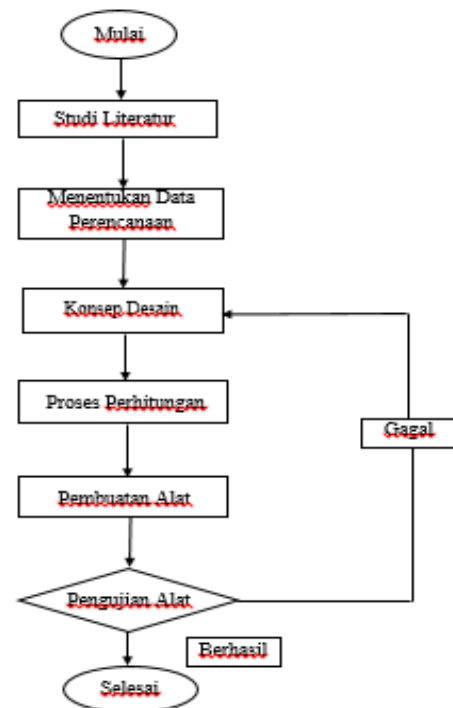 Mulai
Studi Literatur
Menentukan Data
Perencanaan
Konsep Desain
Proses Perhitungan
Gagal
Pembuatan Alat
Pengujian Alat
Berhasil
Selesai